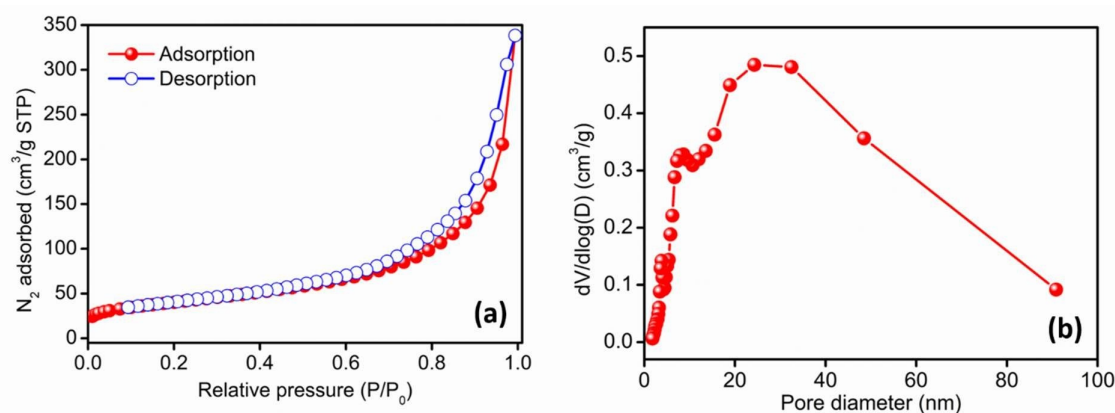 350
300
250
200
150
100
50
0
N₂ adsorbed (cm³/g STP)
Adsorption
Desorption
(a)
0.0 0.2 0.4 0.6 0.8 1.0
Relative pressure (P/P₀)
0.5
0.4
0.3
0.2
0.1
0.0
dV/dlog(D) (cm³/g)
(b)
0 20 40 60 80 100
Pore diameter (nm)